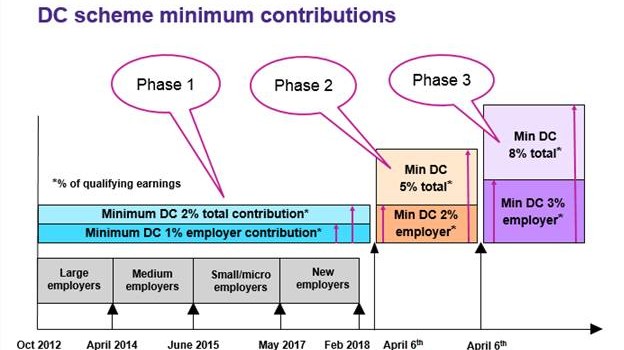 DC scheme minimum contributions
Phase 1
Phase 2
Phase 3
Min DC
8% total*
Min DC
5% total*
*% of qualifying earnings
Min DC 3%
employer*
Minimum DC 2% total contribution*
Min DC 2%
employer*
Minimum DC 1% employer contribution*
Large
employers
Medium
employers
Small/micro
employers
New
employers
Oct 2012
April 2014
June 2015
May 2017
Feb 2018
April 6th
April 6th